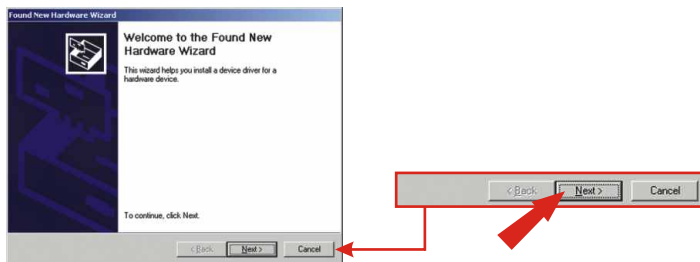 Found New Hardware Wizard
Welcome to the Found New
Hardware Wizard
This wizard helps you install a device driver for a
hardware device.
To continue, click Next.
< Back Next > Cancel
< Back Next > Cancel